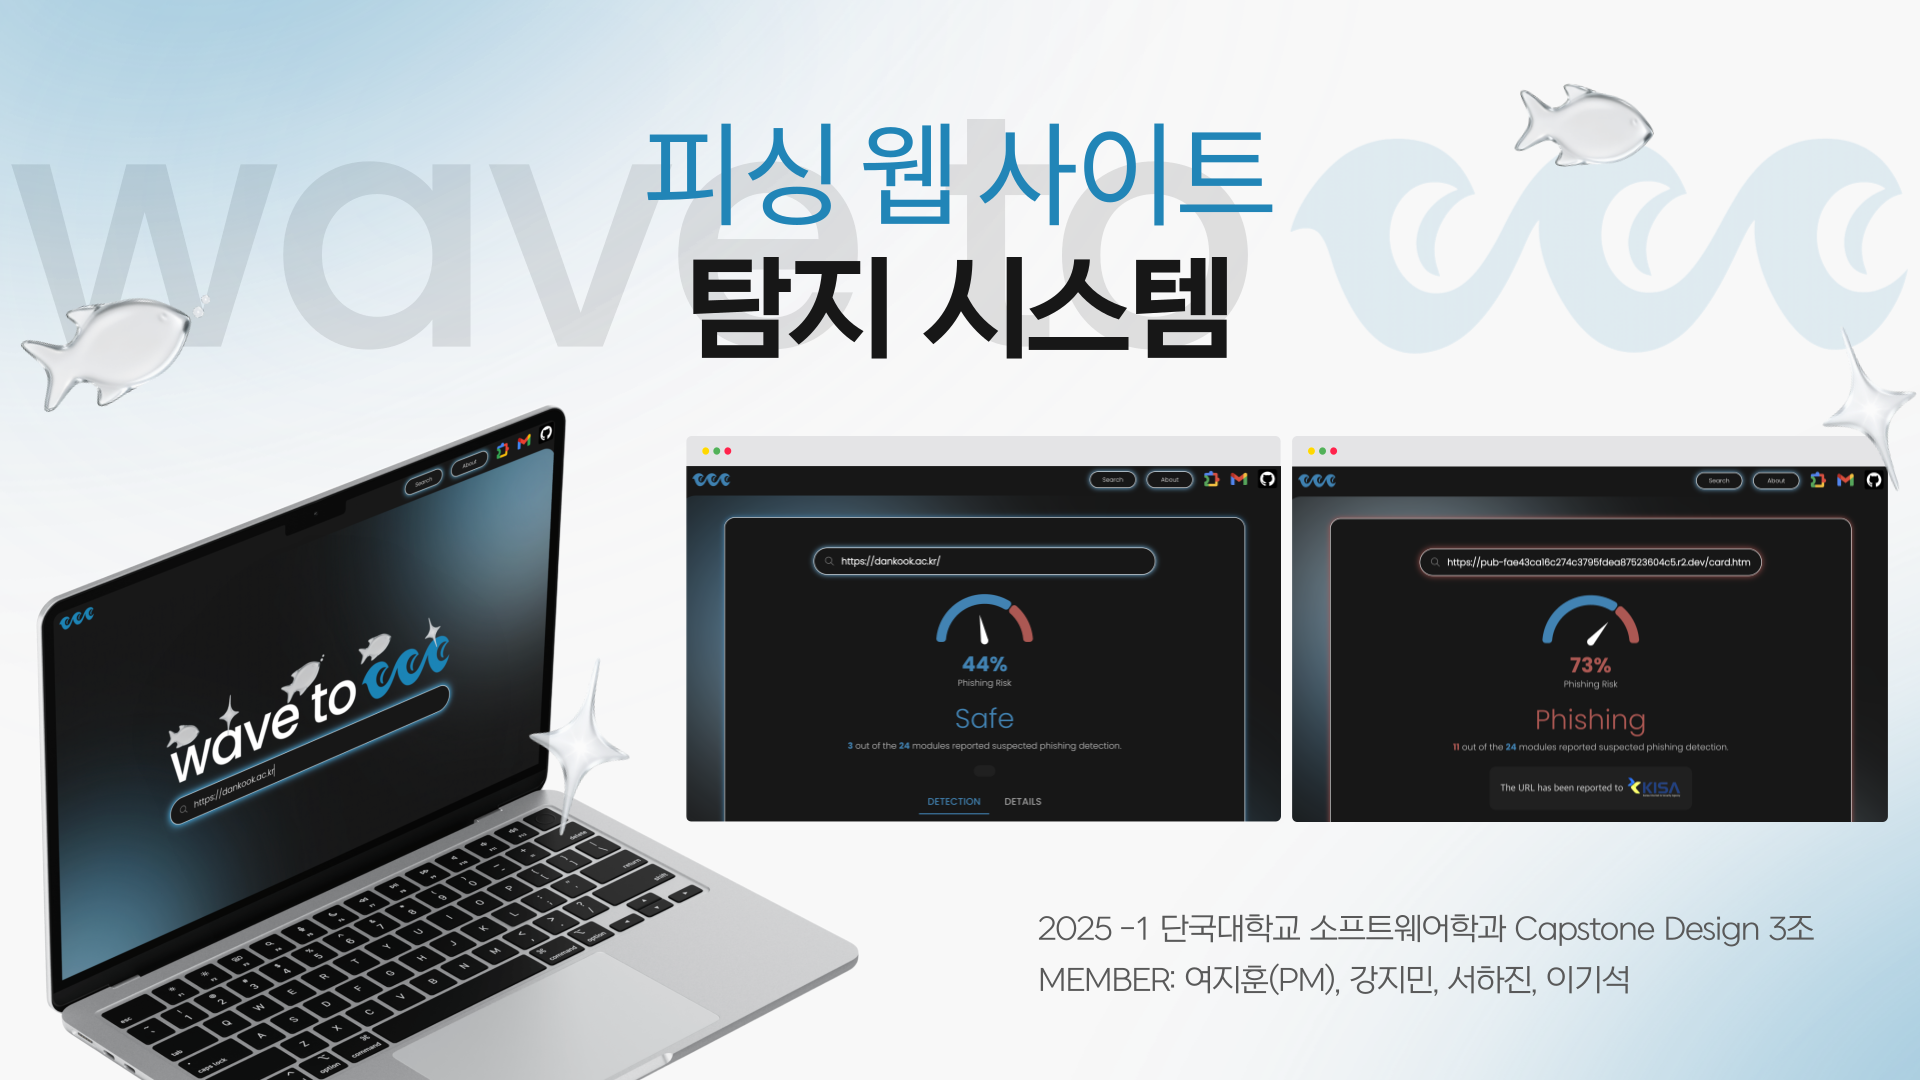 wave to
피싱 웹 사이트
탐지 시스템
Search
About
wave to
https://dankook.ac.kr
Search
About
https://dankook.ac.kr/
44%
Phishing Risk
Safe
3 out of the 24 modules reported suspected phishing detection.
DETECTION
DETAILS
Search
About
https://pub-fae43ca16c274c3795fdea87523604c5.r2.dev/card.htm
73%
Phishing Risk
Phishing
11 out of the 24 modules reported suspected phishing detection.
The URL has been reported to KISA
2025 -1 단국대학교 소프트웨어학과 Capstone Design 3조
MEMBER: 여지훈(PM), 강지민, 서하진, 이기석